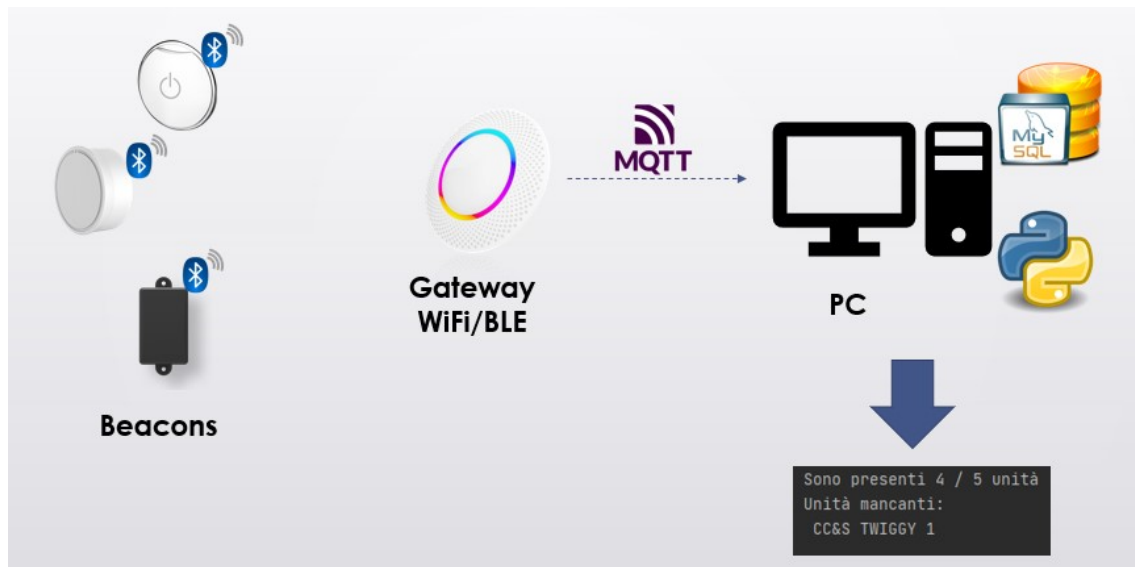 MQTT
My
SQL
Gateway
WiFi/BLE
PC
Beacons
Sono presenti 4 / 5 unità
Unità mancanti:
CC&S TWIGGY 1